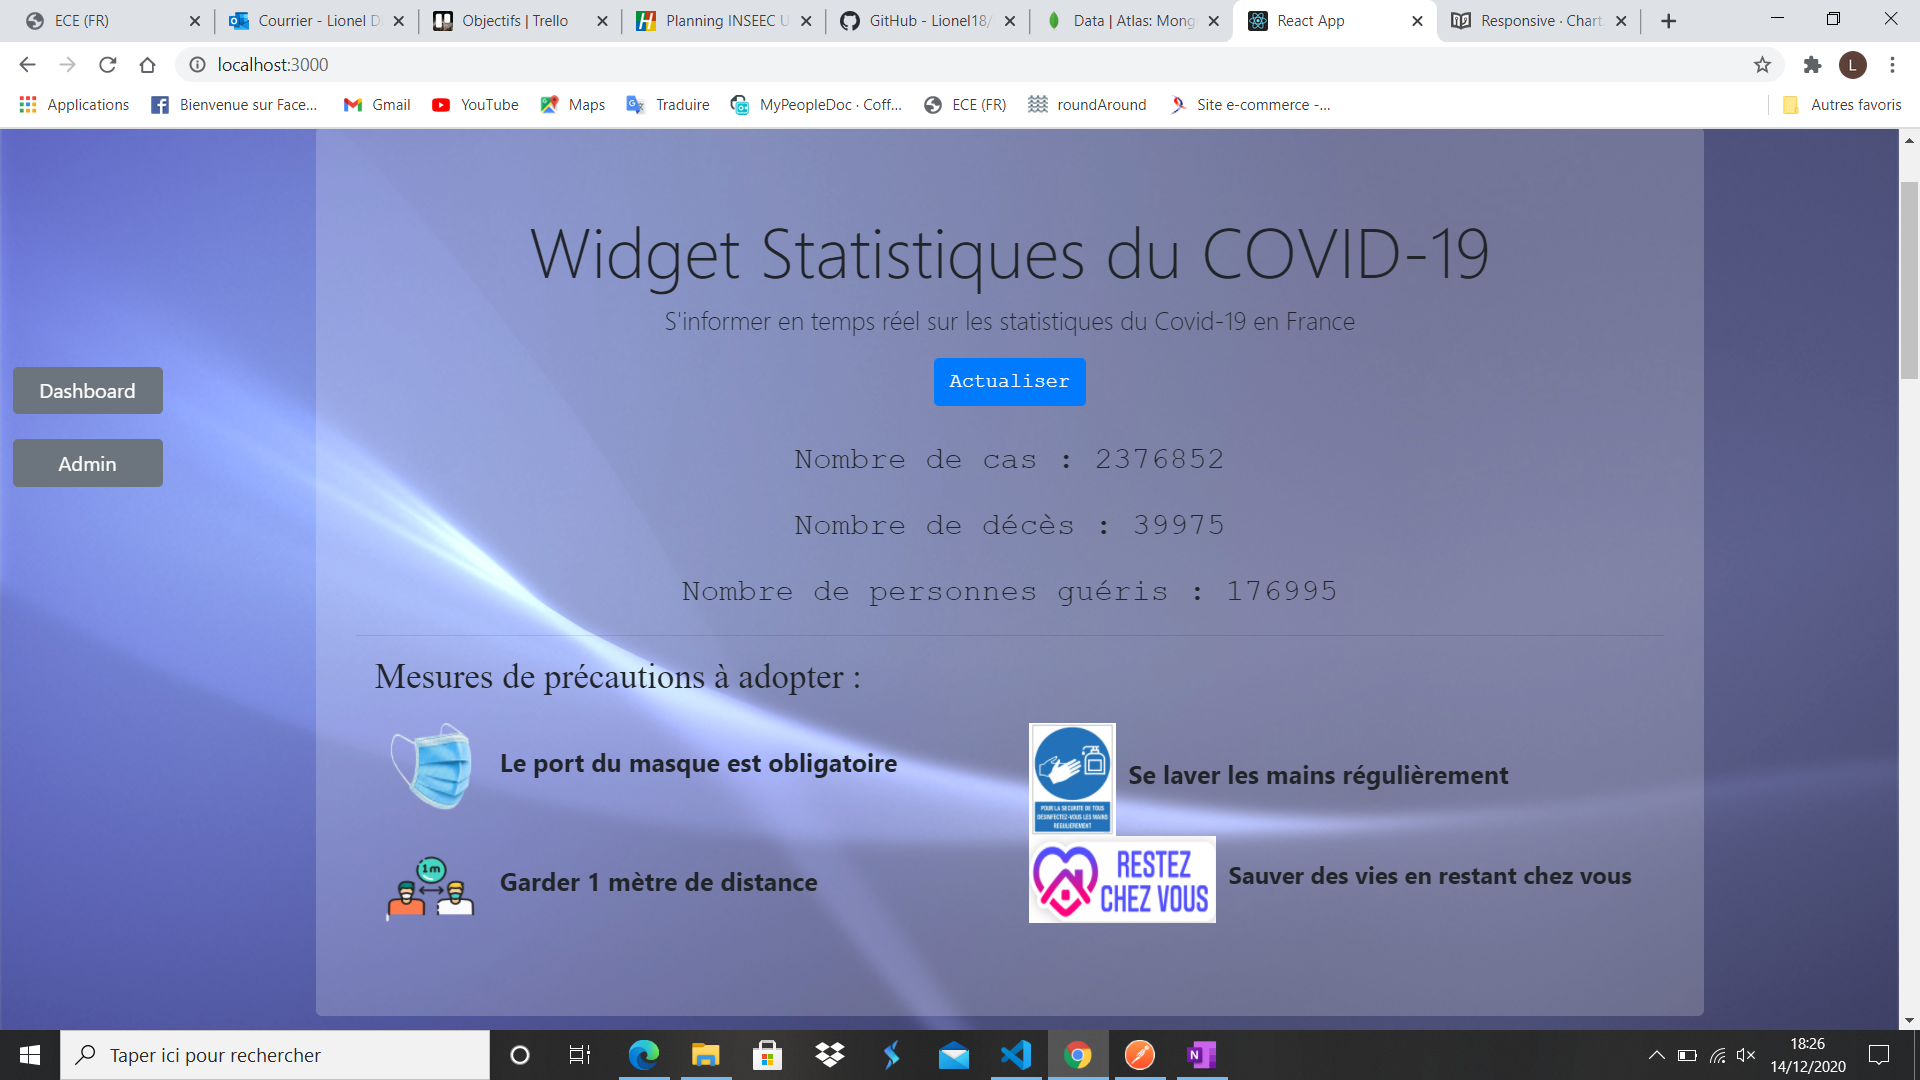 ECE (FR)
Courrier - Lionel D
Objectifs | Trello
Planning INSEEC U
GitHub - Lionel18/
Data | Atlas: Mong
React App
Responsive · Chart
localhost:3000
L
Applications
Bienvenue sur Face...
Gmail
YouTube
Maps
Traduire
MyPeopleDoc · Coff...
ECE (FR)
roundAround
Site e-commerce -...
Autres favoris
Widget Statistiques du COVID-19
S'informer en temps réel sur les statistiques du Covid-19 en France
Actualiser
Dashboard
Admin
Nombre de cas : 2376852
Nombre de décès : 39975
Nombre de personnes guéris : 176995
Mesures de précautions à adopter :
Le port du masque est obligatoire
POUR LA SECURITE DE TOUS
DESINFECTEZ-VOUS LES MAINS
REGULIEREMENT
Se laver les mains régulièrement
1m
Garder 1 mètre de distance
RESTEZ
CHEZ VOUS
Sauver des vies en restant chez vous
Taper ici pour rechercher
18:26
14/12/2020